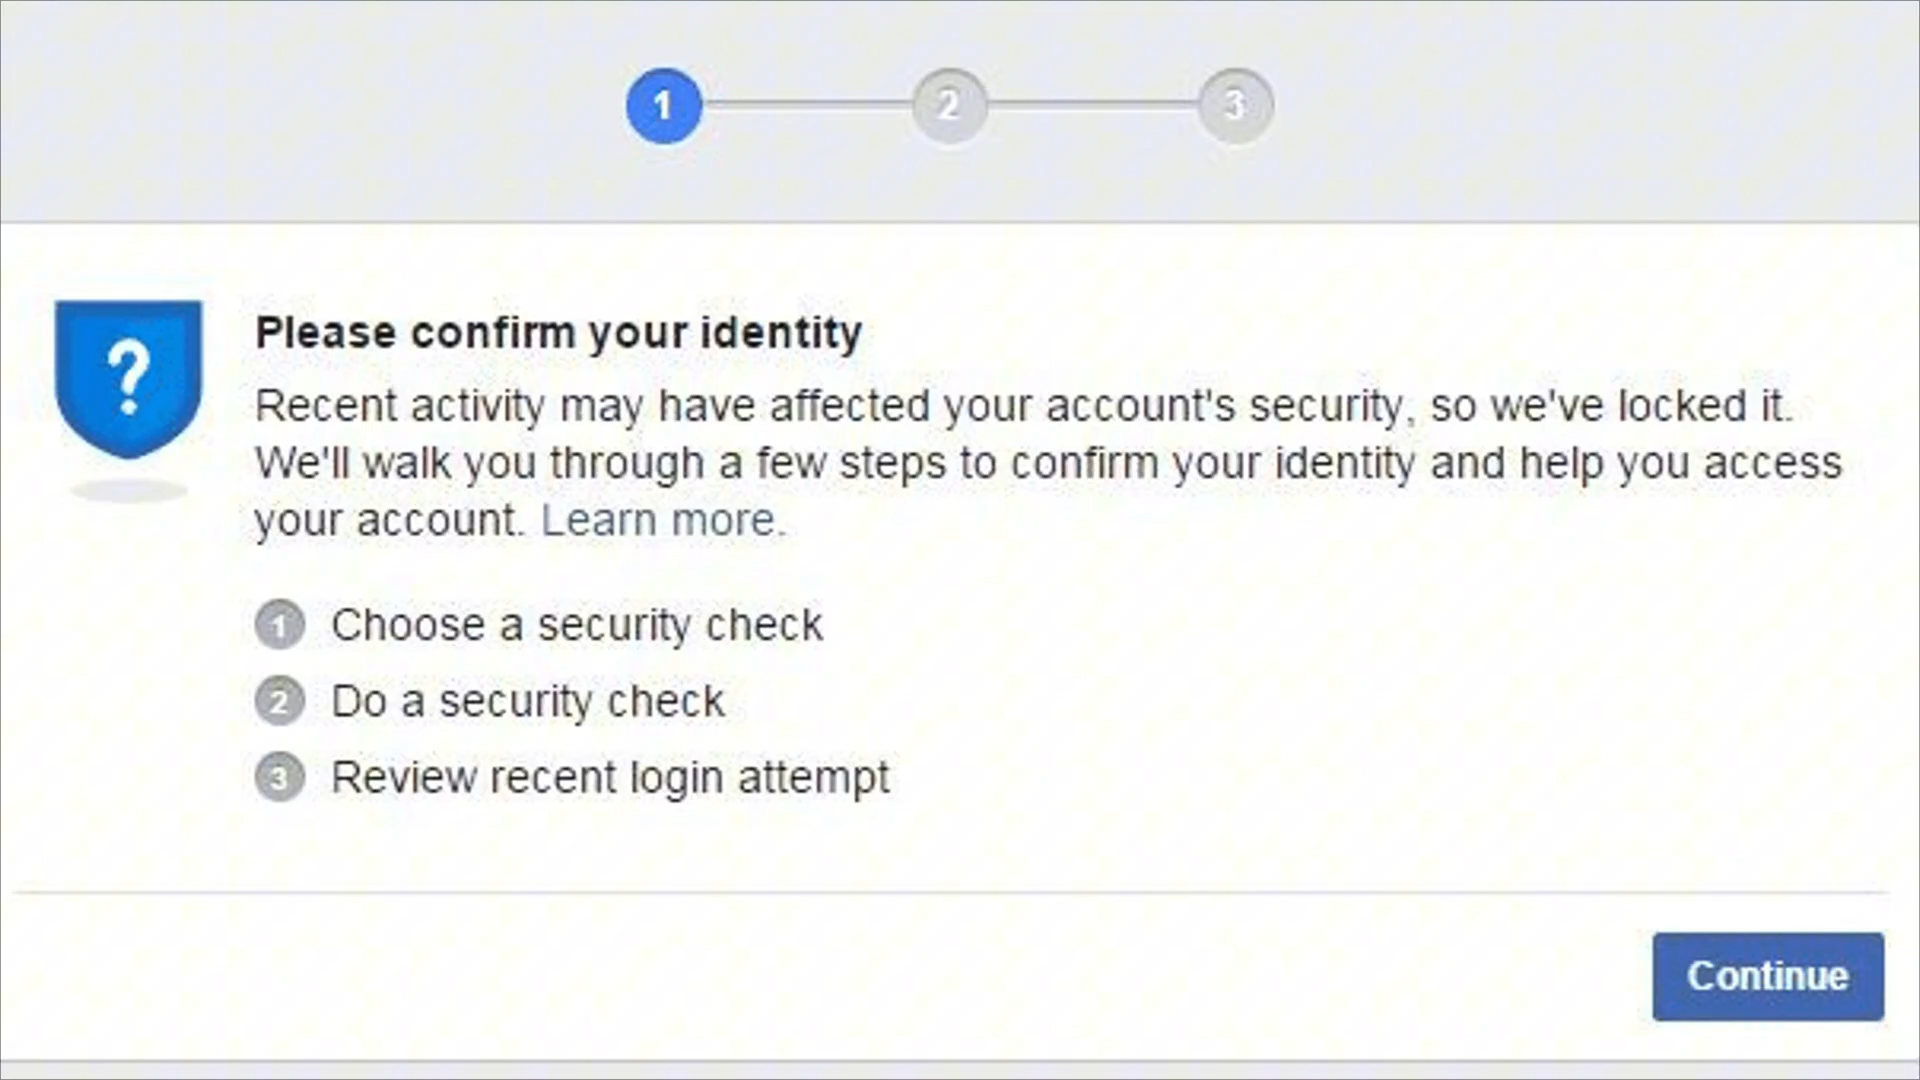 1 2 3
?
Please confirm your identity
Recent activity may have affected your account's security, so we've locked it.
We'll walk you through a few steps to confirm your identity and help you access
your account. Learn more.
1 Choose a security check
2 Do a security check
3 Review recent login attempt
Continue